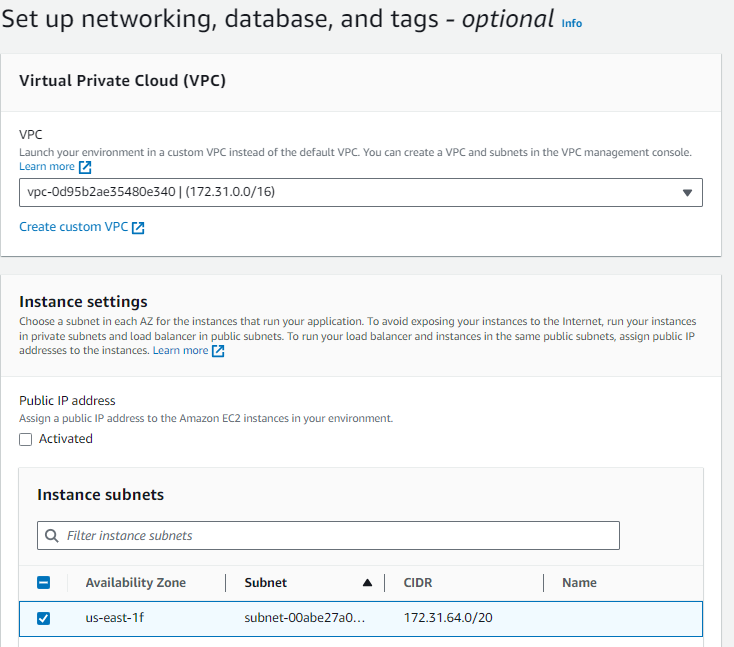 Set up networking, database, and tags - optional Info
Virtual Private Cloud (VPC)
VPC
Launch your environment in a custom VPC instead of the default VPC. You can create a VPC and subnets in the VPC management console.
Learn more
vpc-0d95b2ae35480e340 | (172.31.0.0/16)
Create custom VPC
Instance settings
Choose a subnet in each AZ for the instances that run your application. To avoid exposing your instances to the Internet, run your instances
in private subnets and load balancer in public subnets. To run your load balancer and instances in the same public subnets, assign public IP
addresses to the instances. Learn more
Public IP address
Assign a public IP address to the Amazon EC2 instances in your environment.
Activated
Instance subnets
Filter instance subnets
Availability Zone Subnet CIDR Name
us-east-1f subnet-00abe27a0... 172.31.64.0/20